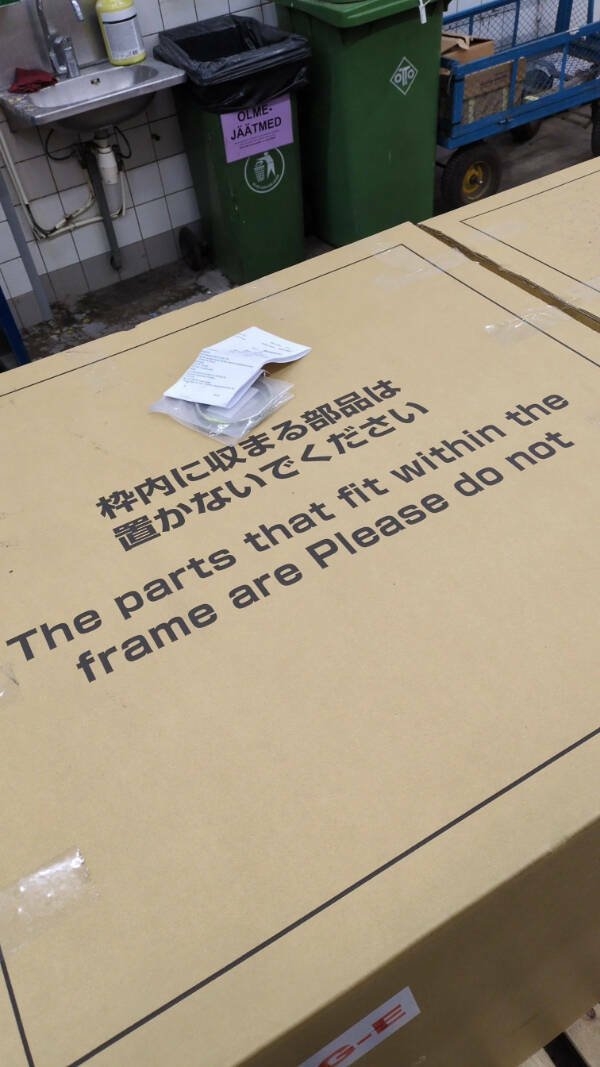 OLME-
JÄÄTMED
OTTO
枠内に収まる部品は
置かないでください
The parts that fit within the
frame are Please do not
G-E